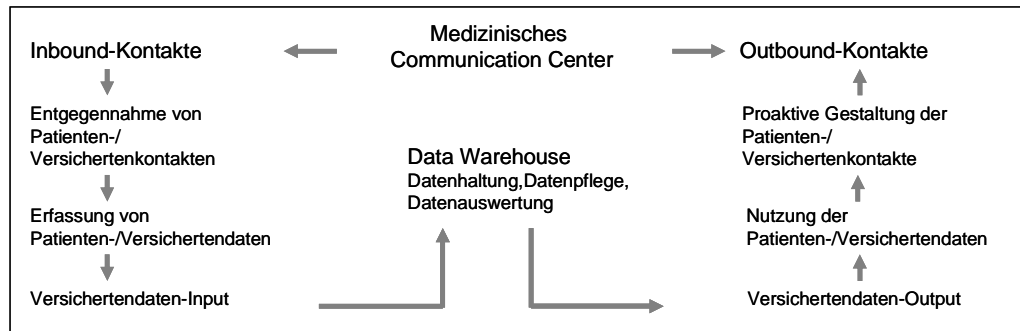 Medizinisches
Communication Center
Inbound-Kontakte
Entgegennahme von
Patienten-/
Versichertenkontakten
Erfassung von
Patienten-/Versichertendaten
Versichertendaten-Input
Data Warehouse
Datenhaltung,Datenpflege,
Datenauswertung
Outbound-Kontakte
Proaktive Gestaltung der
Patienten-/
Versichertenkontakte
Nutzung der
Patienten-/Versichertendaten
Versichertendaten-Output